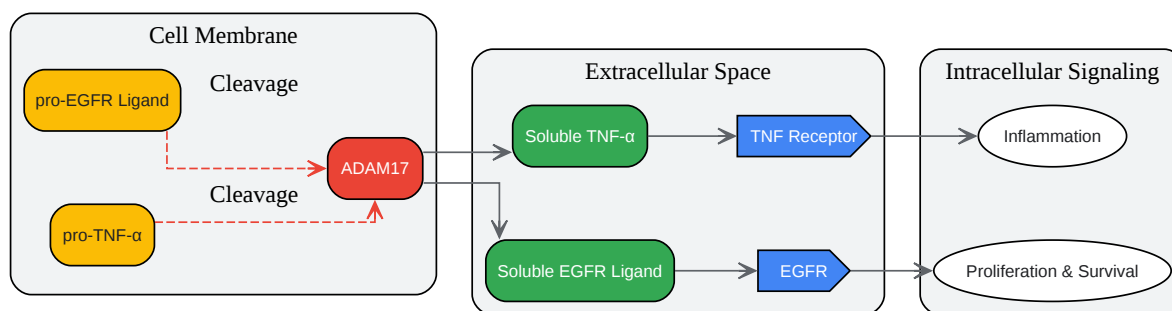 Cell Membrane
Cleavage
pro-EGFR Ligand
ADAM17
Cleavage
pro-TNF-α
Extracellular Space
Soluble TNF-α
TNF Receptor
Soluble EGFR Ligand
EGFR
Intracellular Signaling
Inflammation
Proliferation & Survival